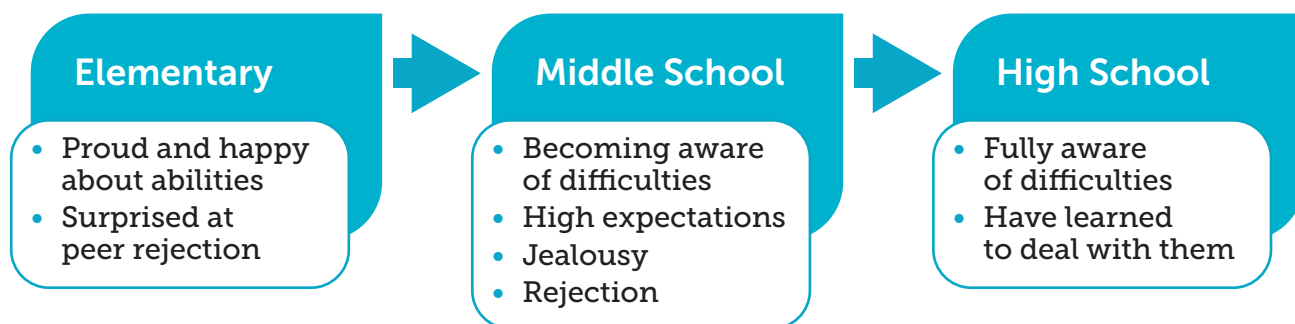 Elementary
• Proud and happy
about abilities
• Surprised at
peer rejection
Middle School
• Becoming aware
of difficulties
• High expectations
• Jealousy
• Rejection
High School
• Fully aware
of difficulties
• Have learned
to deal with them